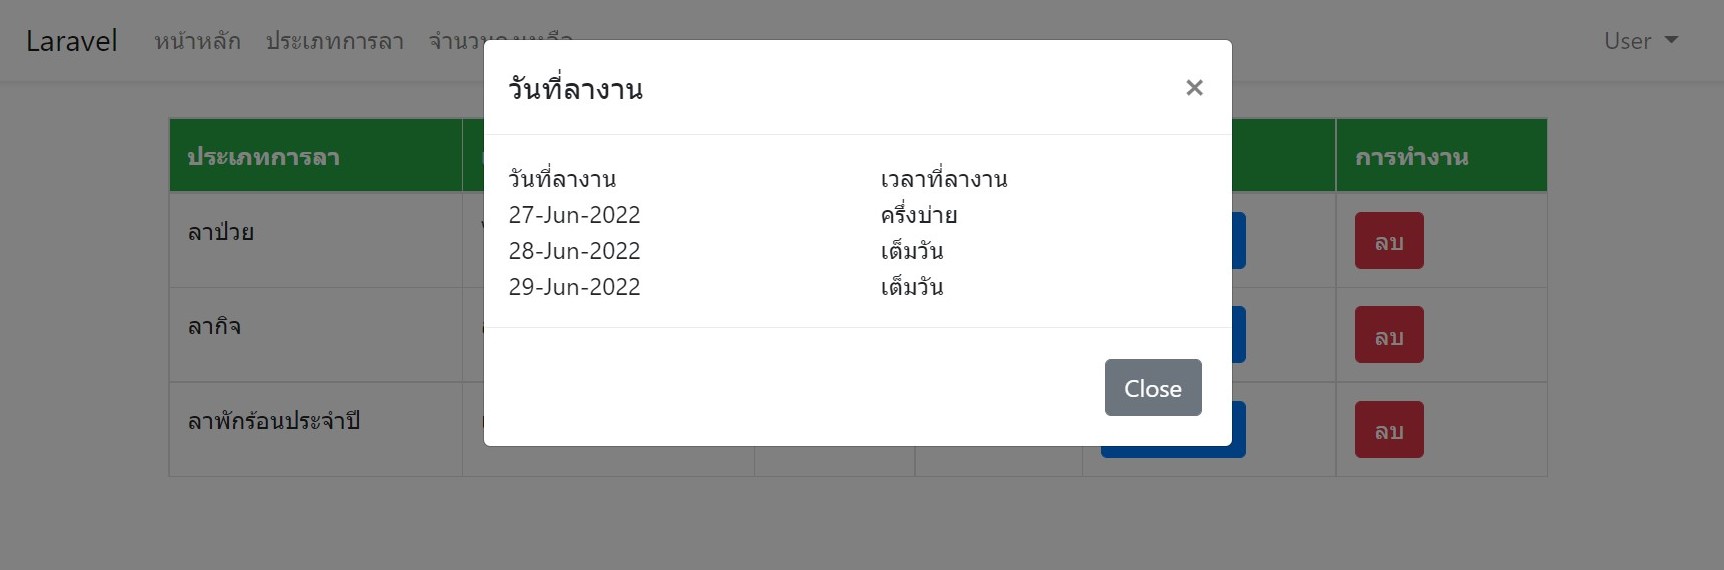 Laravel หน้าหลัก ประเภทการลา User
วันที่ลางาน ×
วันที่ลางาน เวลาที่ลางาน
27-Jun-2022 ครึ่งบ่าย
28-Jun-2022 เต็มวัน
29-Jun-2022 เต็มวัน
Close
ประเภทการลา การทำงาน
ลาป่วย ลบ
ลากิจ ลบ
ลาพักร้อนประจำปี ลบ